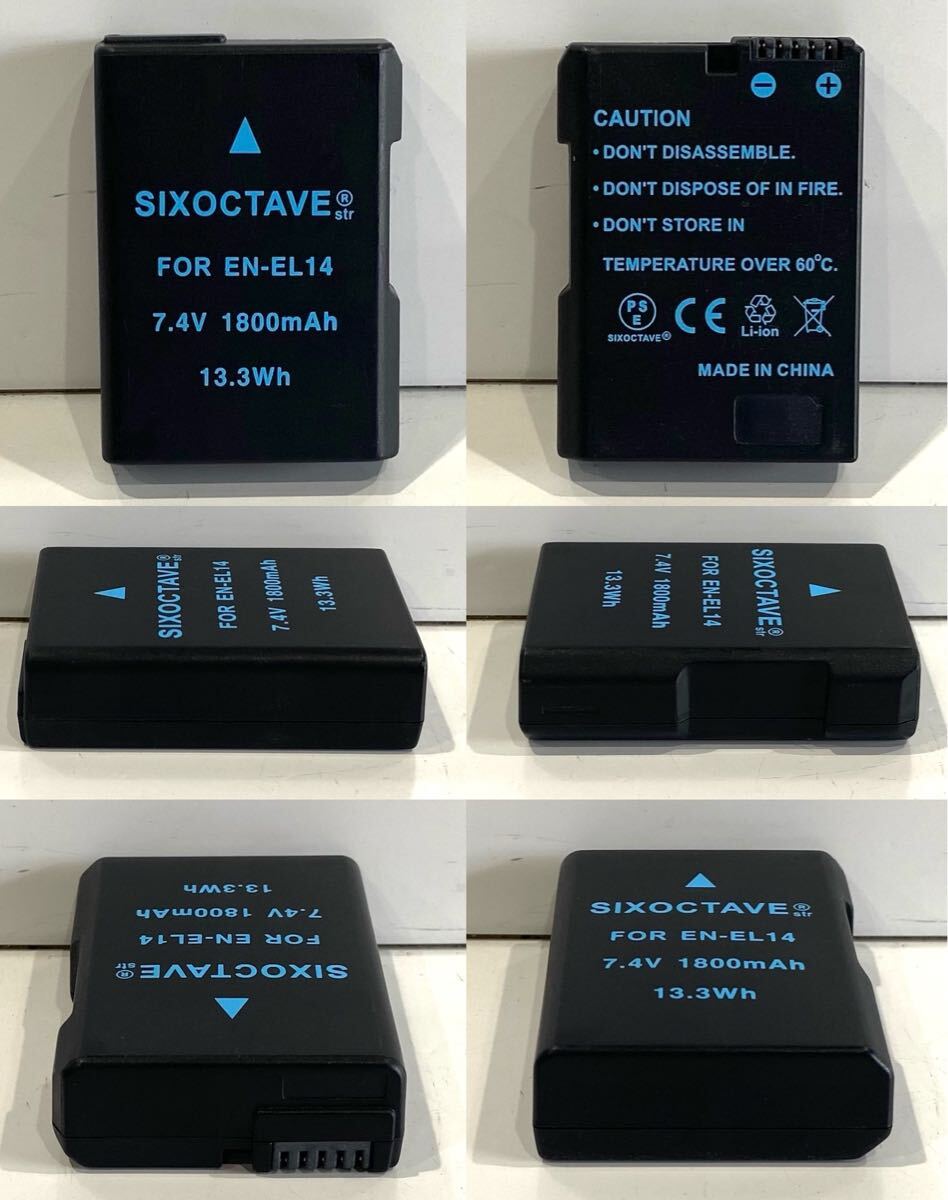 SIXOCTAVE® str
FOR EN-EL14
7.4V 1800mAh
13.3Wh
− +
CAUTION
• DON'T DISASSEMBLE.
• DON'T DISPOSE OF IN FIRE.
• DON'T STORE IN
TEMPERATURE OVER 60°C.
PS
E
SIXOCTAVE®
CE
Li-ion
MADE IN CHINA
SIXOCTAVE® str
FOR EN-EL14
7.4V 1800mAh
13.3Wh
SIXOCTAVE® str
FOR EN-EL14
7.4V 1800mAh
13.3Wh
SIXOCTAVE® str
FOR EN-EL14
7.4V 1800mAh
13.3Wh
SIXOCTAVE® str
FOR EN-EL14
7.4V 1800mAh
13.3Wh